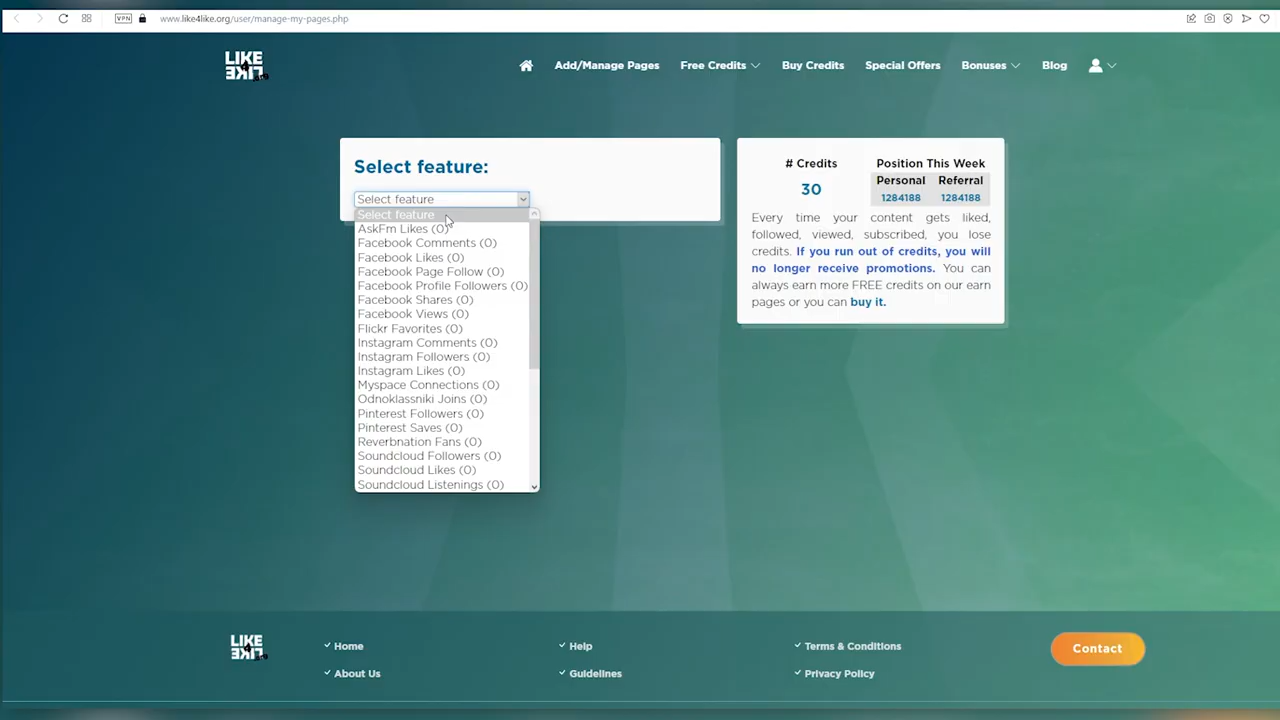 VPN www.like4like.org/user/manage-my-pages.php
LIKE
4
LIKE.org
Add/Manage Pages Free Credits Buy Credits Special Offers Bonuses Blog
Select feature:
Select feature
Select feature
AskFm Likes (0)
Facebook Comments (0)
Facebook Likes (0)
Facebook Page Follow (0)
Facebook Profile Followers (0)
Facebook Shares (0)
Facebook Views (0)
Flickr Favorites (0)
Instagram Comments (0)
Instagram Followers (0)
Instagram Likes (0)
Myspace Connections (0)
Odnoklassniki Joins (0)
Pinterest Followers (0)
Pinterest Saves (0)
Reverbnation Fans (0)
Soundcloud Followers (0)
Soundcloud Likes (0)
Soundcloud Listenings (0)
# Credits
30
Position This Week
Personal Referral
1284188 1284188
Every time your content gets liked,
followed, viewed, subscribed, you lose
credits. If you run out of credits, you will
no longer receive promotions. You can
always earn more FREE credits on our earn
pages or you can buy it.
LIKE
4
LIKE.org
Home
About Us
Help
Guidelines
Terms & Conditions
Privacy Policy
Contact